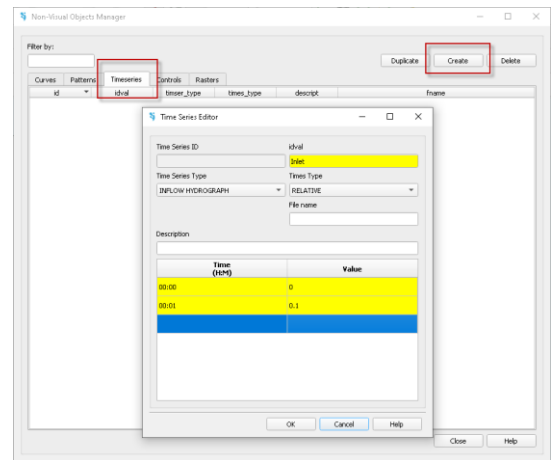 Non-Visual Objects Manager
Filter by:
Duplicate Create Delete
Curves Patterns Timeseries Controls Rasters
id idval timser_type times_type descript fname
Time Series Editor
Time Series ID idval
Inlet
Time Series Type Times Type
INFLOW HYDROGRAPH RELATIVE
File name
Description
Time Value
(H:M)
00:00 0
00:01 0.1
OK Cancel Help
Close Help